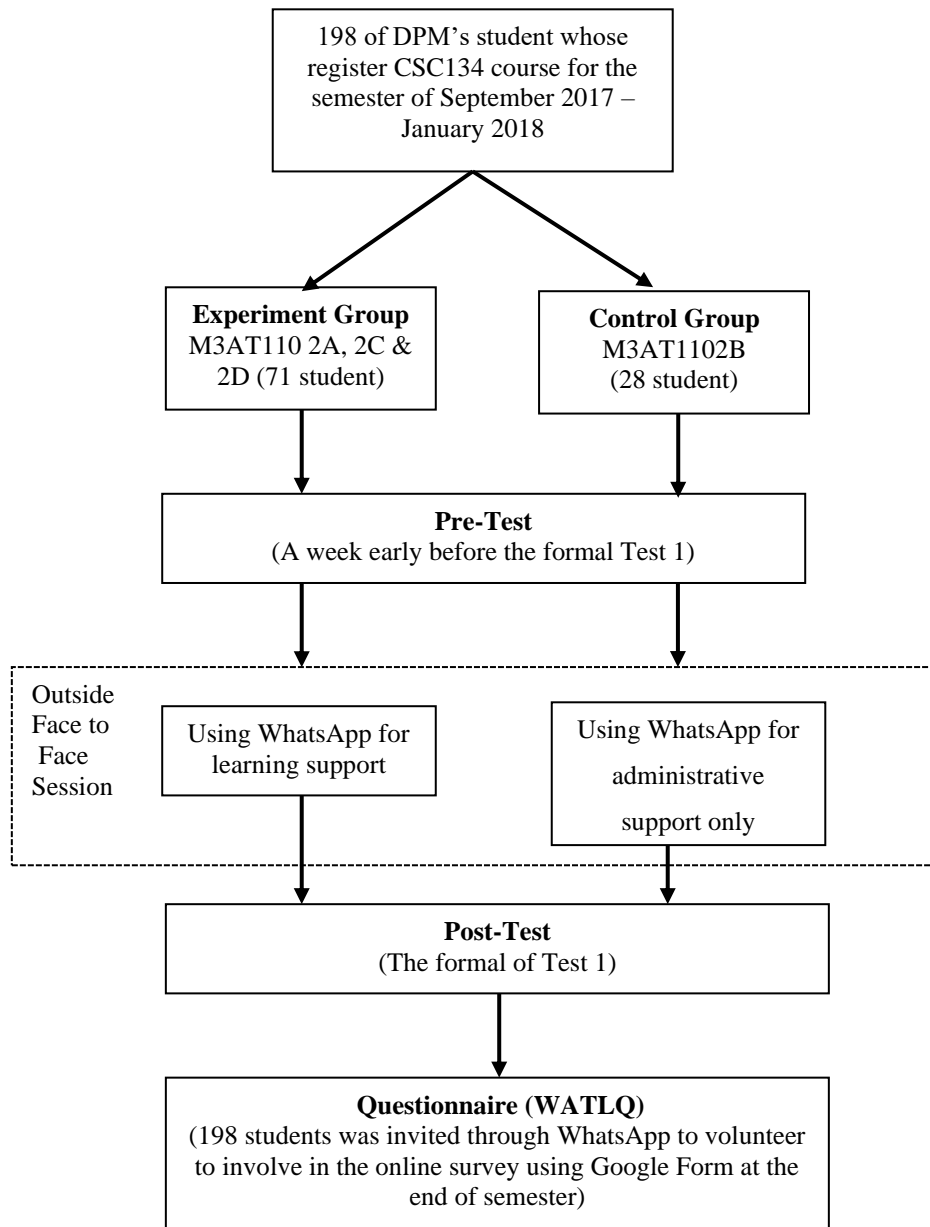 198 of DPM’s student whose
register CSC134 course for the
semester of September 2017 –
January 2018
Experiment Group
M3AT110 2A, 2C &
2D (71 student)
Control Group
M3AT1102B
(28 student)
Pre-Test
(A week early before the formal Test 1)
Outside
Face to
Face
Session
Using WhatsApp for
learning support
Using WhatsApp for
administrative
support only
Post-Test
(The formal of Test 1)
Questionnaire (WATLQ)
(198 students was invited through WhatsApp to volunteer
to involve in the online survey using Google Form at the
end of semester)